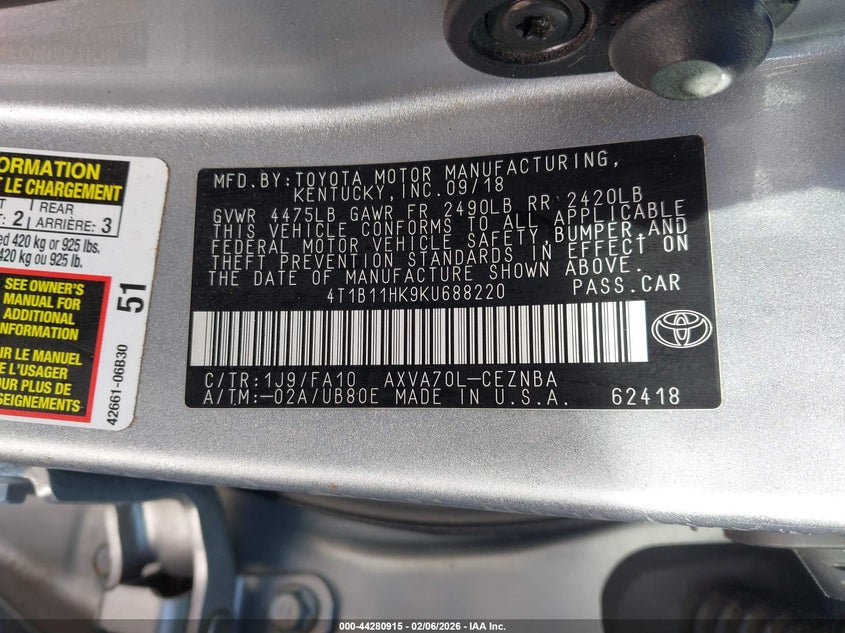 ORMATION
T LE CHARGEMENT
2 REAR
ARRIÈRE: 3
420 kg or 925 lbs.
420 kg ou 925 lb.
SEE OWNER'S
MANUAL FOR
ADDITIONAL
INFORMATION
OIR LE MANUEL
E L'USAGER
OUR PLUS DE
ENSEIGNEMENTS
51
42661-06B30
MFD.BY:TOYOTA MOTOR MANUFACTURING,
KENTUCKY,INC.09/18
GVWR 4475LB GAWR FR 2490LB RR 2420LB
THIS VEHICLE CONFORMS TO ALL APPLICABLE
FEDERAL MOTOR VEHICLE SAFETY,BUMPER,AND
THEFT PREVENTION STANDARDS IN EFFECT ON
THE DATE OF MANUFACTURE SHOWN ABOVE.
4T1B11HK9KU688220 PASS.CAR
C/TR:1J9/FA10 AXVA70L-CEZNBA
A/TM:-02A/UB80E MADE IN U.S.A. 62418
000-44280915 - 02/06/2026 - IAA Inc.